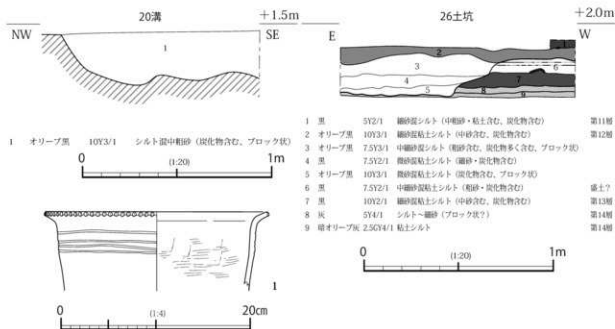 20溝
+1.5m
NW
SE
1
1 オリーブ黒 10Y3/1 シルト混中粗砂（炭化物含む、ブロック状）
0 (1:20) 1m
1
0 (1:4) 20cm
26土坑
+2.0m
E
W
1
2
3
6
4
7
5
8
9
1 黒 5Y2/1 細砂混シルト（中粗砂・粘土含む、炭化物含む） 第11層
2 オリーブ黒 10Y3/1 細砂混粘土シルト（中砂含む、炭化物含む） 第12層
3 オリーブ黒 7.5Y3/1 中細砂混シルト（粗砂含む、炭化物多く含む、ブロック状）
4 黒 7.5Y2/1 微砂混粘土シルト（細砂・炭化物含む）
5 オリーブ黒 10Y3/1 微砂混粘土シルト（炭化物含む、ブロック状）
6 黒 7.5Y2/1 中細砂混粘土シルト（粗砂・炭化物含む） 盛土?
7 黒 10Y2/1 細砂混粘土シルト（中砂含む、炭化物含む） 第13層
8 灰 5Y4/1 シルト～細砂（ブロック状?） 第14層
9 暗オリーブ灰 2.5GY4/1 粘土シルト 第14層
0 (1:20) 1m